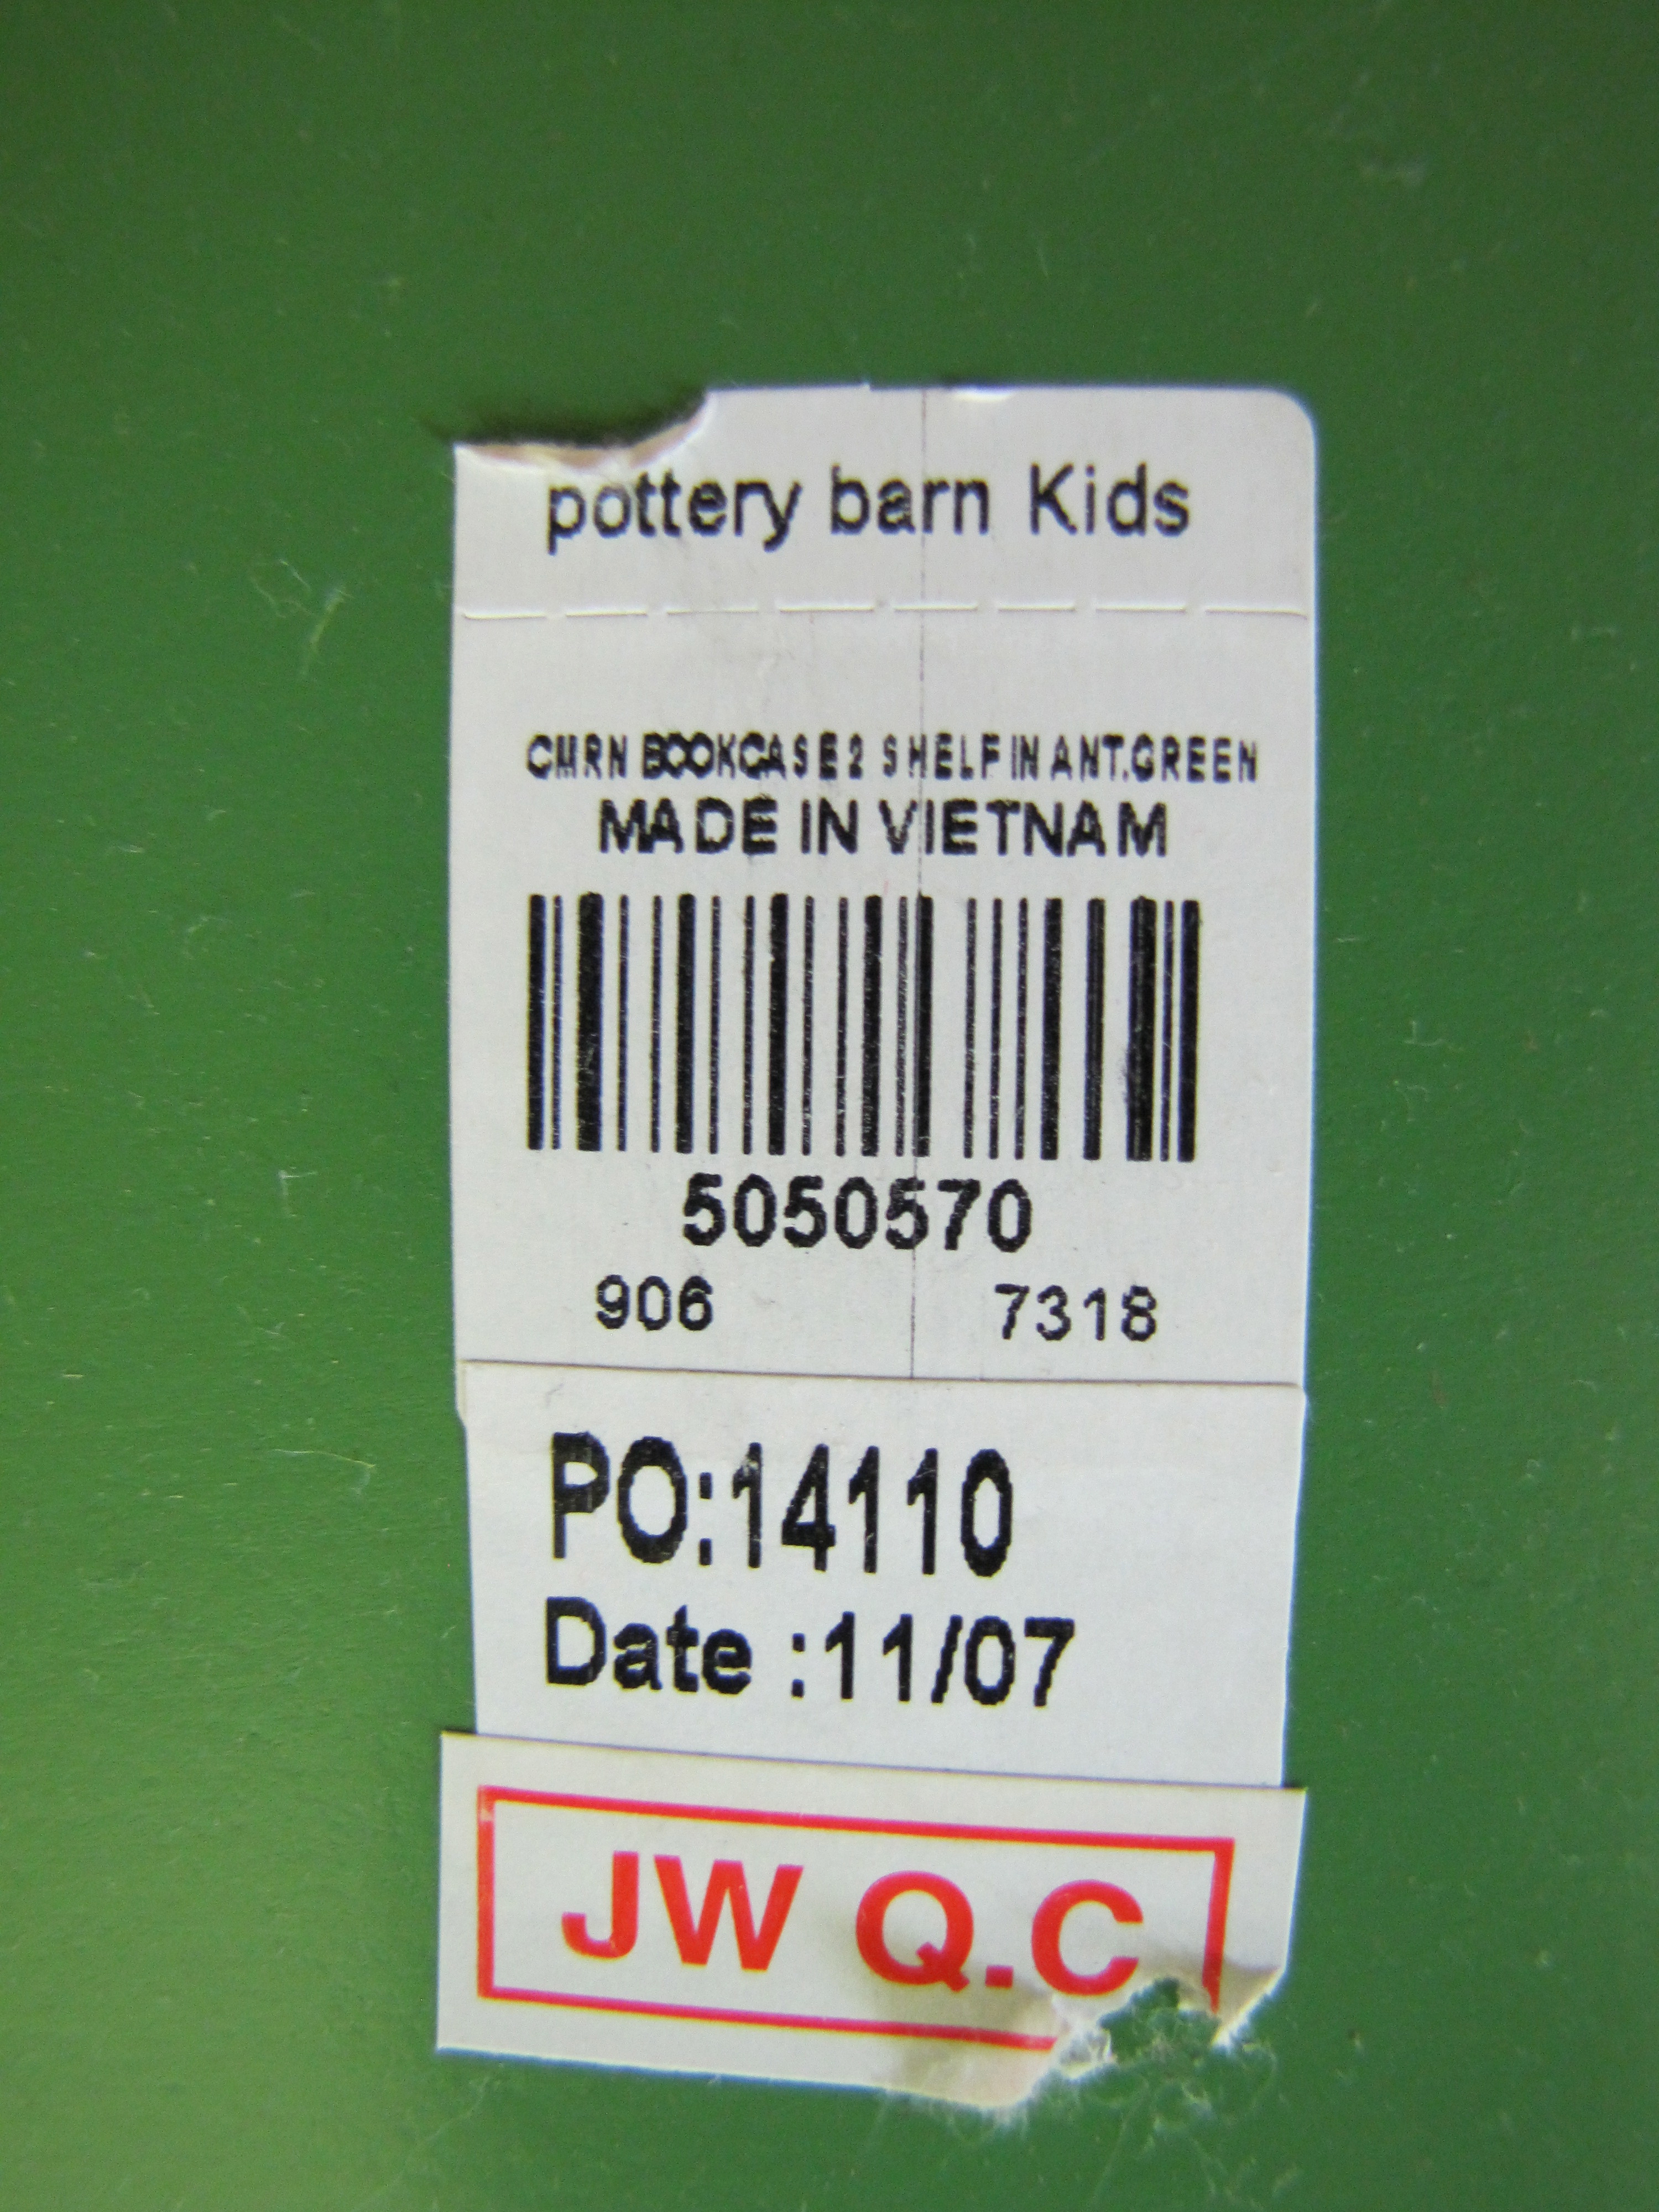 pottery barn Kids
CMRN BOOKCASE 2 SHELF IN ANT.GREEN
MADE IN VIETNAM
5050570
906 7318
PO:14110
Date :11/07
JW Q.C